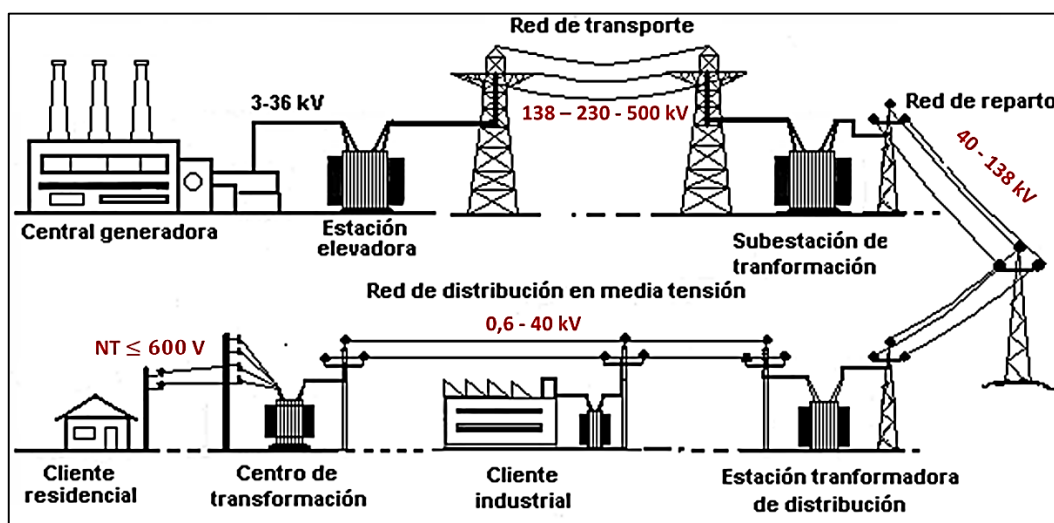 Red de transporte
3-36 kV
138 – 230 - 500 kV
Red de reparto
40 - 138 kV
Central generadora
Estación
elevadora
Subestación de
tranformación
Red de distribución en media tensión
0,6 - 40 kV
NT ≤ 600 V
Cliente
residencial
Centro de
transformación
Cliente
industrial
Estación tranformadora
de distribución